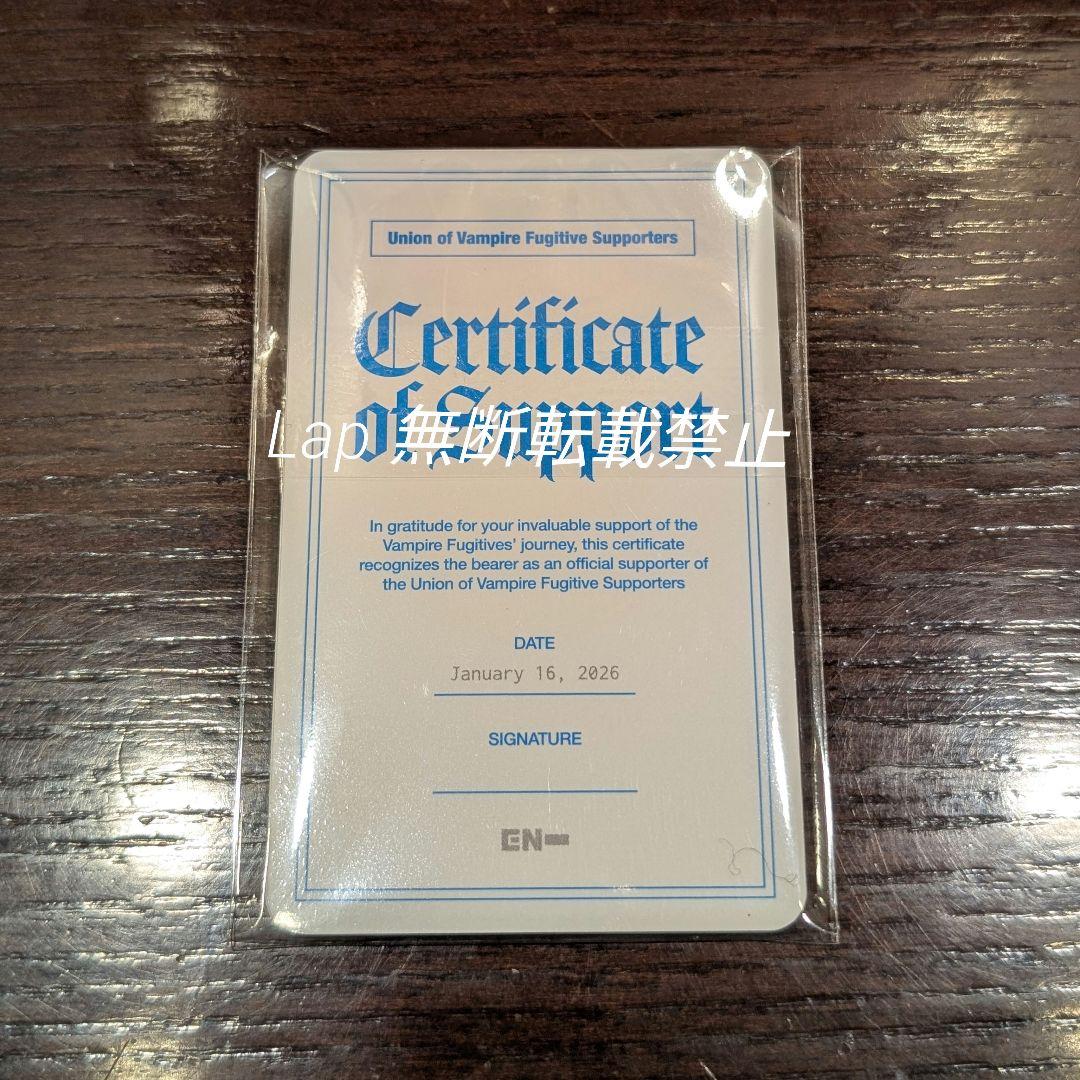 Union of Vampire Fugitive Supporters
Certificate
of Support
Lap 無断転載禁止
In gratitude for your invaluable support of the
Vampire Fugitives' journey, this certificate
recognizes the bearer as an official supporter of
the Union of Vampire Fugitive Supporters
DATE
January 16, 2026
SIGNATURE
EN-